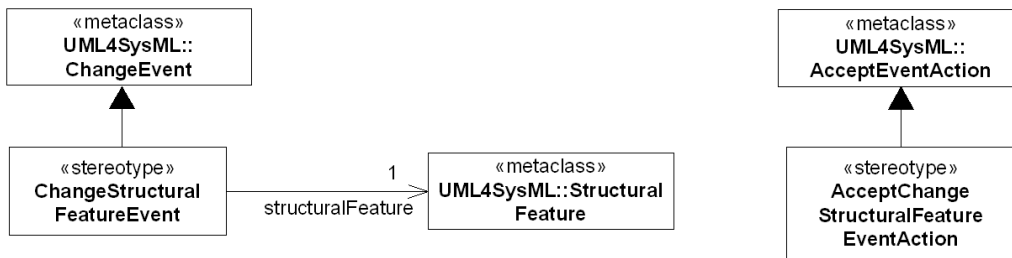 «metaclass»
UML4SysML::
ChangeEvent
«metaclass»
UML4SysML::
AcceptEventAction
«stereotype»
ChangeStructural
FeatureEvent
1
structuralFeature
«metaclass»
UML4SysML::Structural
Feature
«stereotype»
AcceptChange
StructuralFeature
EventAction